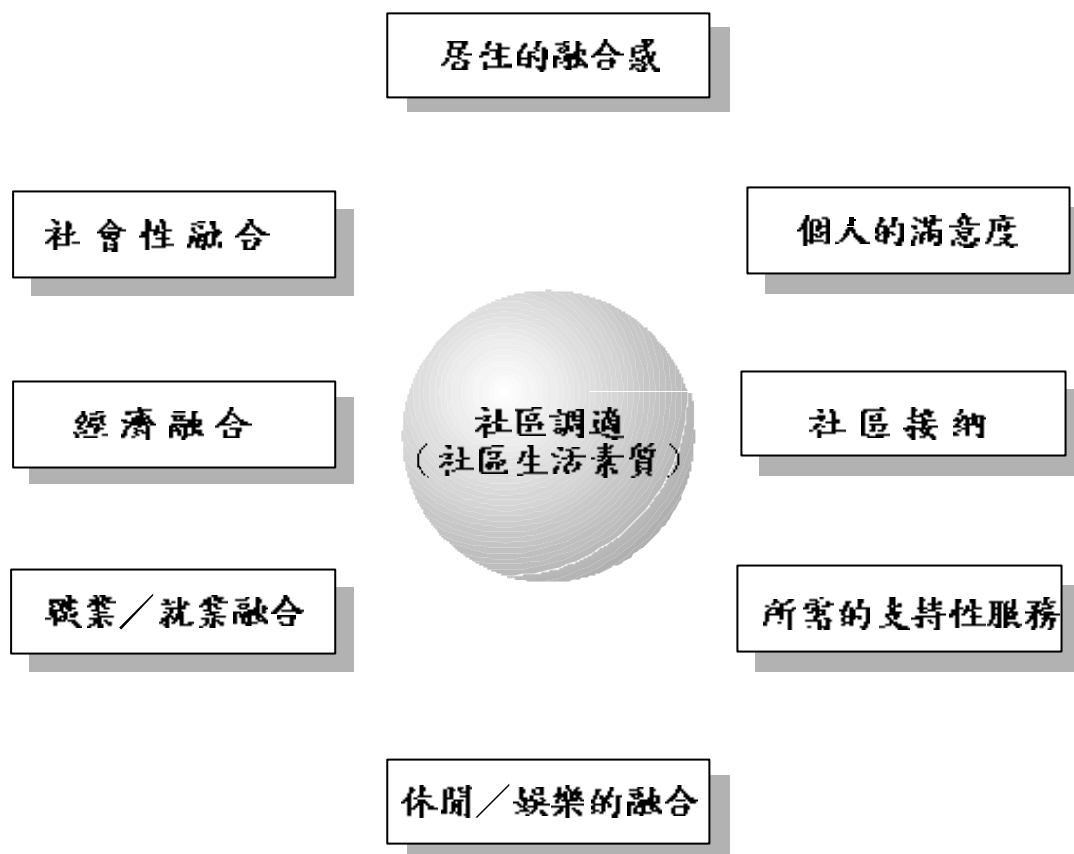 居住的融合感
社會性融合
個人的滿意度
經濟融合
社區調適
（社區生活素質）
社區接納
職業／就業融合
所需的支持性服務
休閒／娛樂的融合